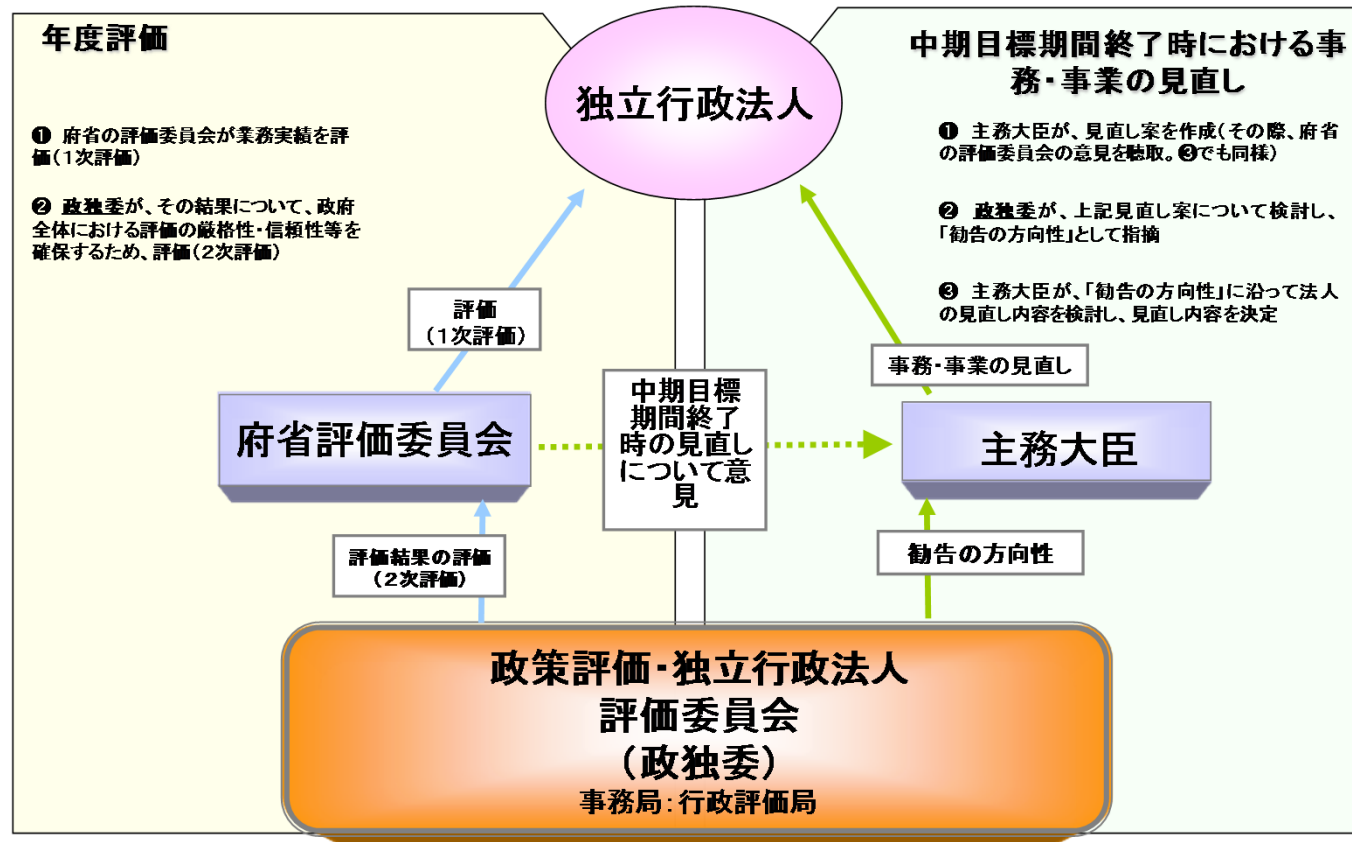 年度評価
❶ 府省の評価委員会が業務実績を評
価(1次評価)
❷ 政独委が、その結果について、政府
全体における評価の厳格性・信頼性等を
確保するため、評価(2次評価)
独立行政法人
中期目標期間終了時における事
務・事業の見直し
❶ 主務大臣が、見直し案を作成(その際、府省
の評価委員会の意見を聴取。❸でも同様)
❷ 政独委が、上記見直し案について検討し、
「勧告の方向性」として指摘
❸ 主務大臣が、「勧告の方向性」に沿って法人
の見直し内容を検討し、見直し内容を決定
評価
(1次評価)
事務・事業の見直し
府省評価委員会
中期目標
期間終了
時の見直し
について意
見
主務大臣
評価結果の評価
(2次評価)
勧告の方向性
政策評価・独立行政法人
評価委員会
(政独委)
事務局:行政評価局